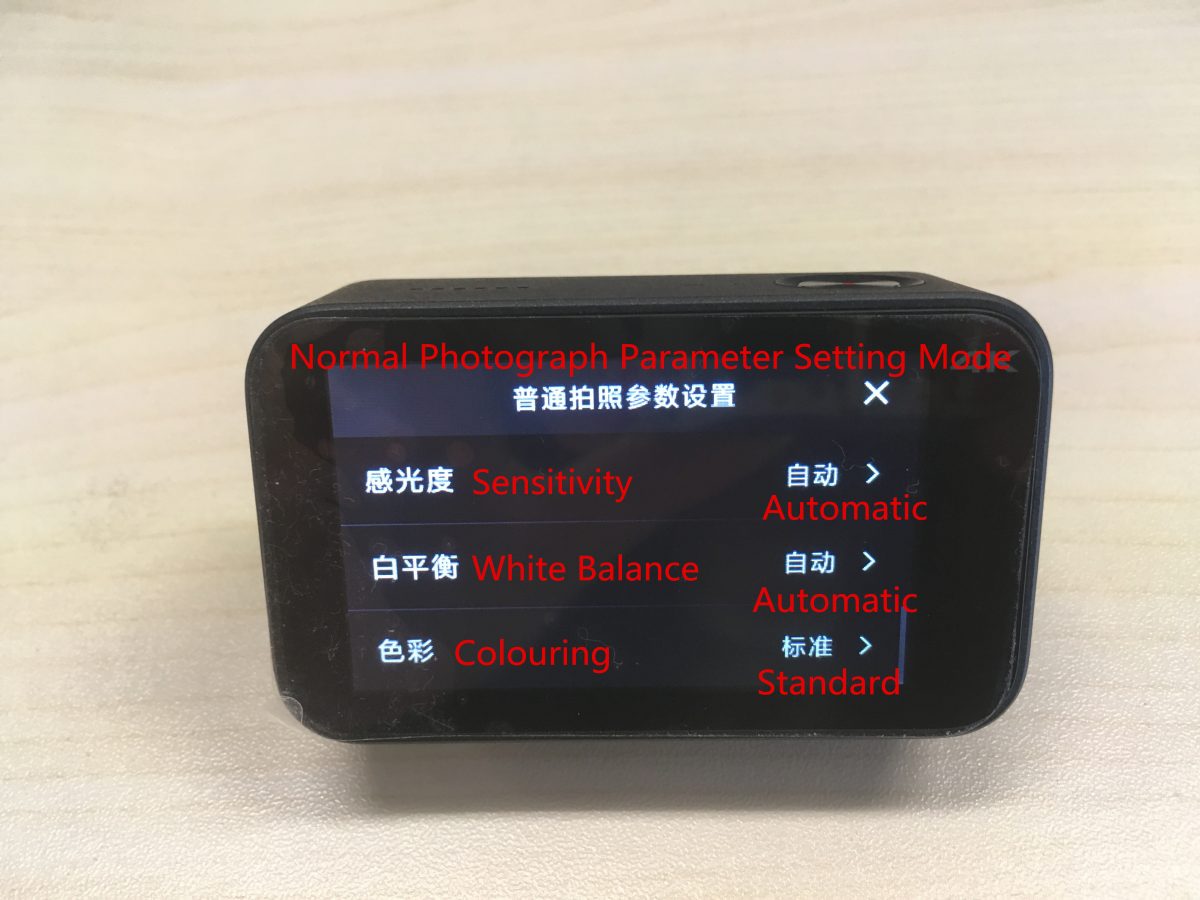 Normal Photograph Parameter Setting Mode
4K
普通拍照参数设置
感光度 Sensitivity 自动
Automatic
白平衡 White Balance 自动
Automatic
色彩 Colouring 标准
Standard